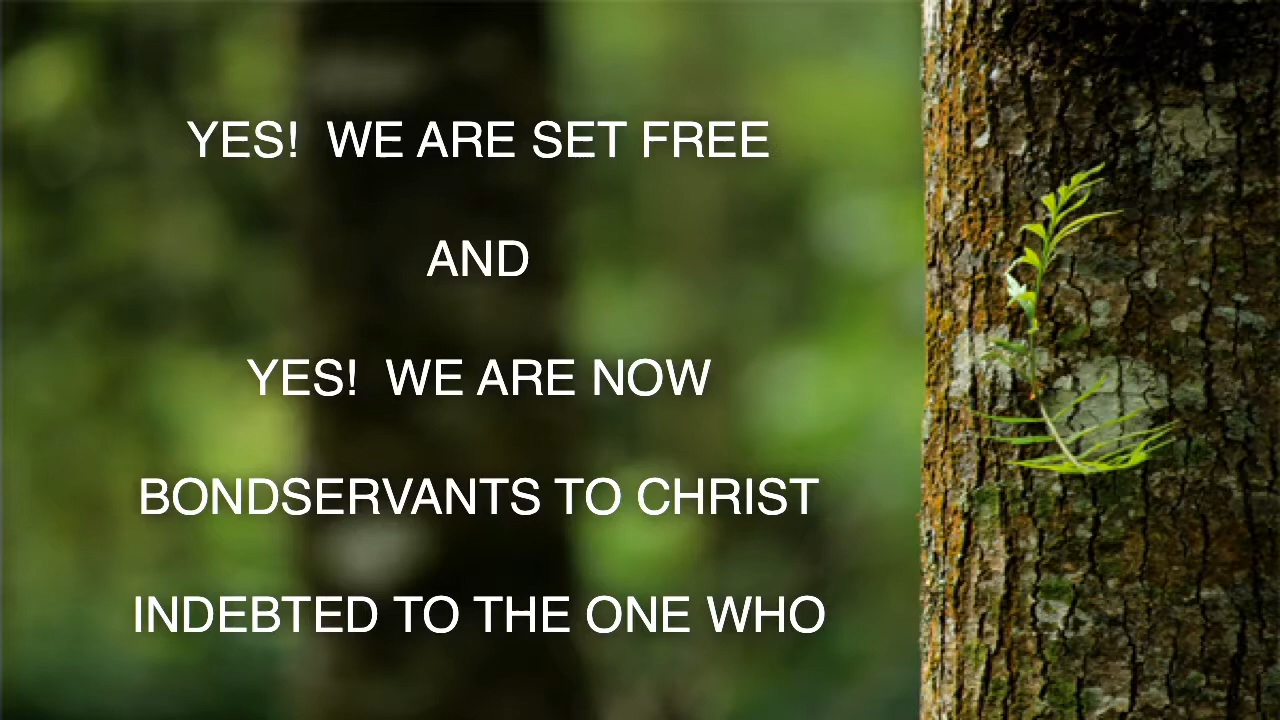 YES!  WE ARE SET FREE
AND
YES!  WE ARE NOW
BONDSERVANTS TO CHRIST
INDEBTED TO THE ONE WHO